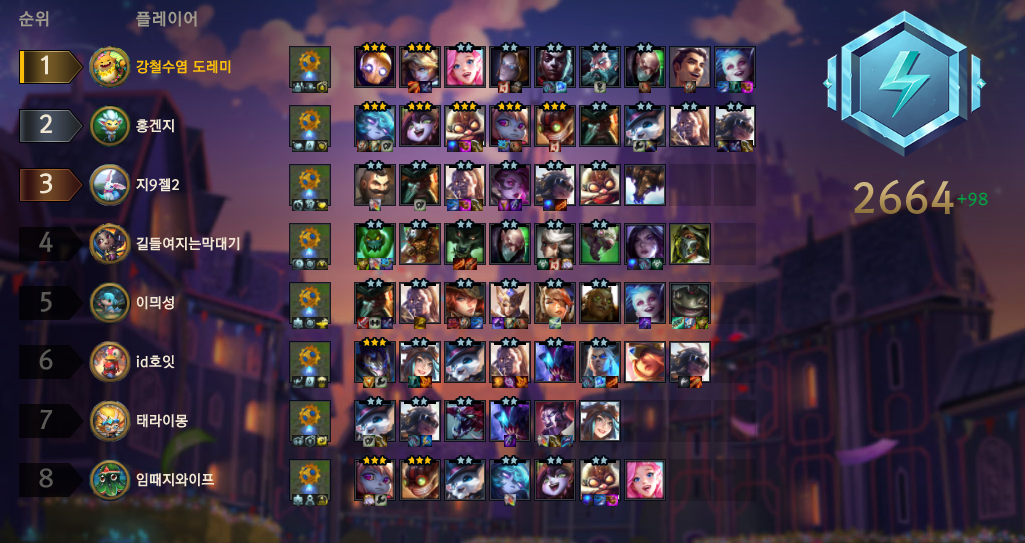 순위 플레이어
1 강철수염 도레미
2 홍겐지
3 지9젤2
4 길들여지는막대기
5 이믜성
6 id호잇
7 태라이몽
8 임때지와이프
2664 +98